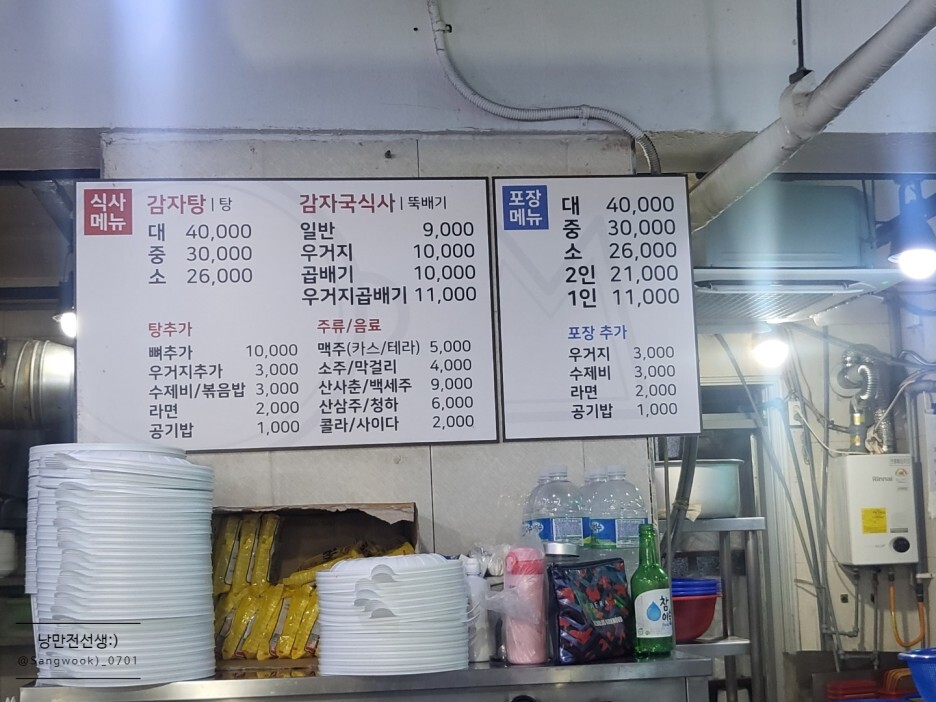 식사
메뉴
감자탕 | 탕
대 40,000
중 30,000
소 26,000
감자국식사 | 뚝배기
일반 9,000
우거지 10,000
곱배기 10,000
우거지곱배기 11,000
탕추가
뼈추가 10,000
우거지추가 3,000
수제비/볶음밥 3,000
라면 2,000
공기밥 1,000
주류/음료
맥주(카스/테라) 5,000
소주/막걸리 4,000
산사춘/백세주 9,000
산삼주/청하 6,000
콜라/사이다 2,000
포장
메뉴
대 40,000
중 30,000
소 26,000
2인 21,000
1인 11,000
포장 추가
우거지 3,000
수제비 3,000
라면 2,000
공기밥 1,000
Rinnai
참
이슬
낭만전선생:)
@Sangwook)_0701